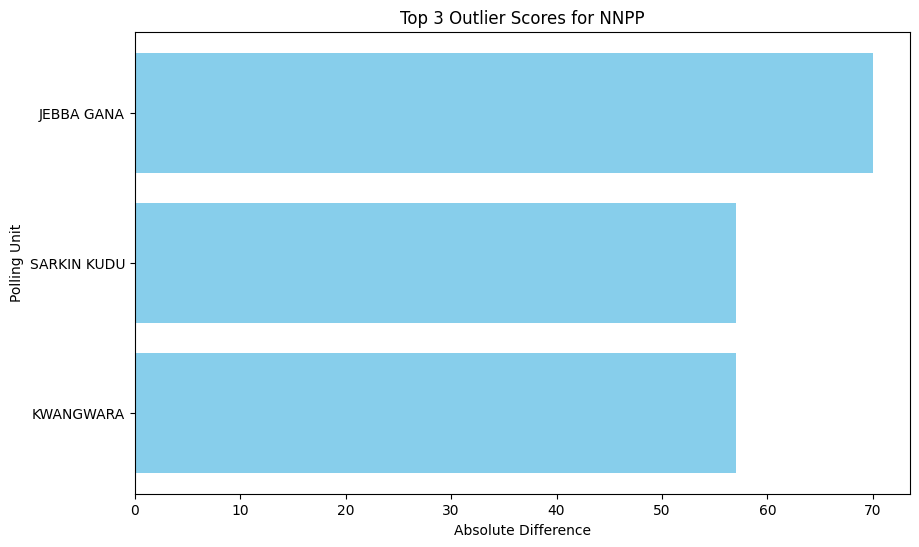 Top 3 Outlier Scores for NNPP
Polling Unit
JEBBA GANA
SARKIN KUDU
KWANGWARA
0 10 20 30 40 50 60 70
Absolute Difference